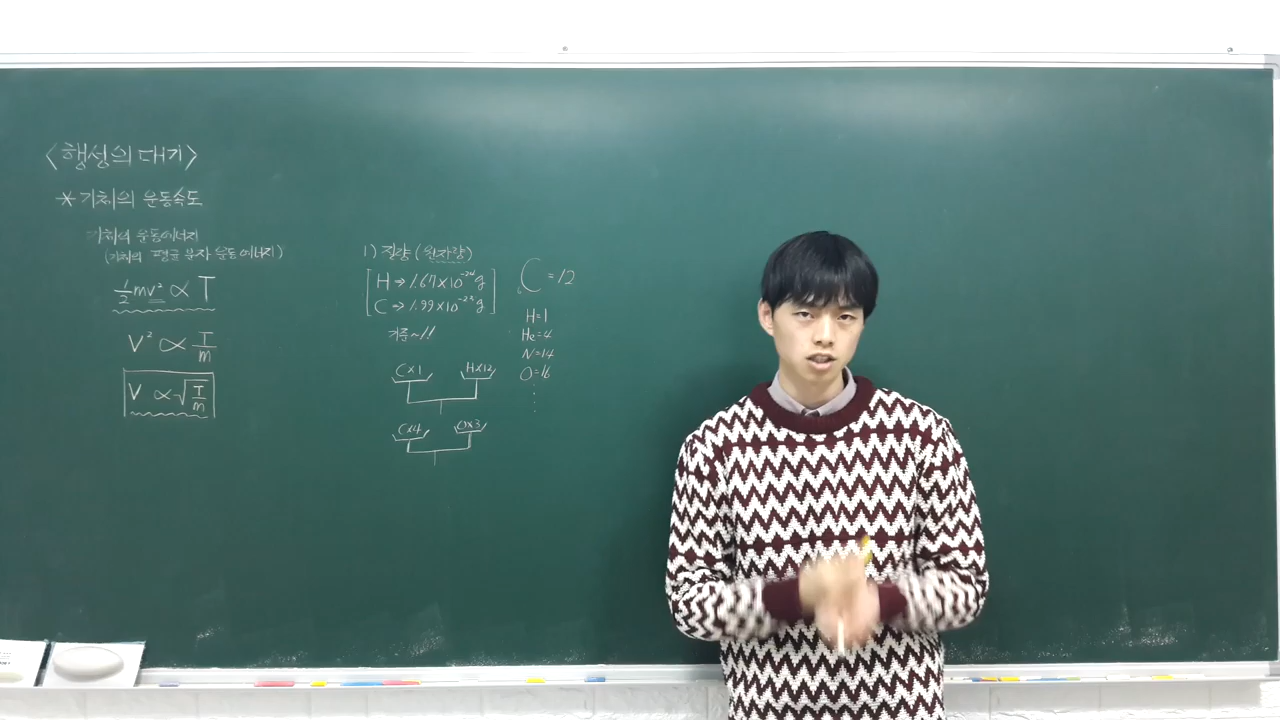 <행성의 대기>
* 기체의 운동속도
기체의 운동에너지
(기체의 평균 분자 운동 에너지)
½mv² ∝ T
V² ∝ T/m
V ∝ √(T/m)
1) 질량 (원자량)
H → 1.67×10⁻²⁴g
C → 1.99×10⁻²³g
C×1 H×12
C×4 O×3
C=12
H=1
He=4
N=14
O=16